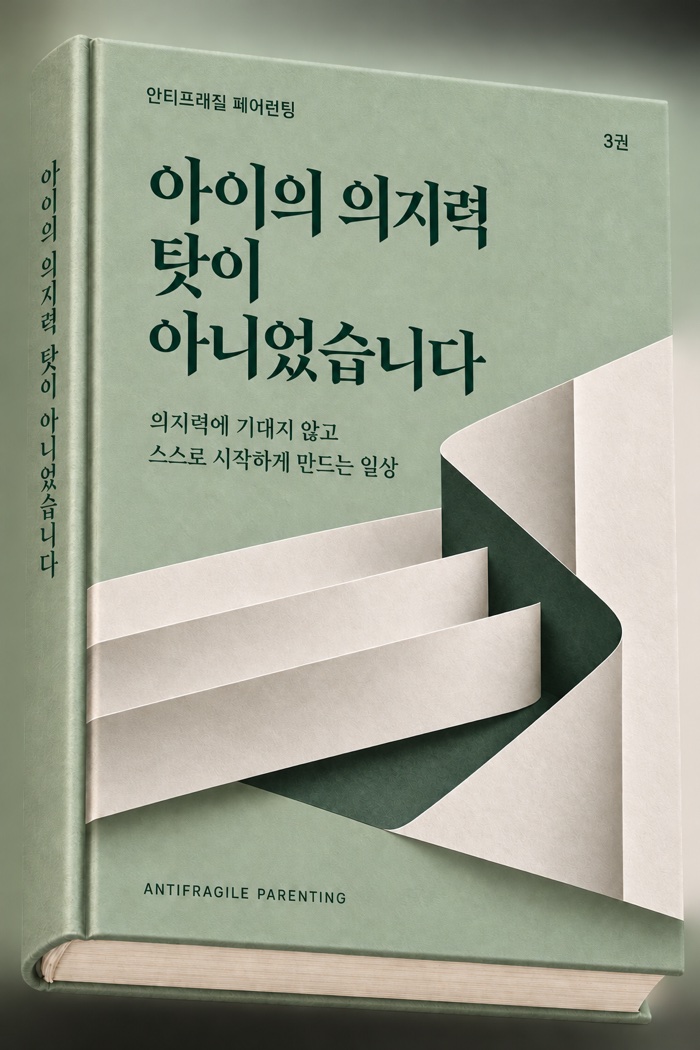 안티프래질 페어런팅
3권
아이의 의지력
탓이
아니었습니다
의지력에 기대지 않고
스스로 시작하게 만드는 일상
ANTIFRAGILE PARENTING
아이의 의지력 탓이 아니었습니다